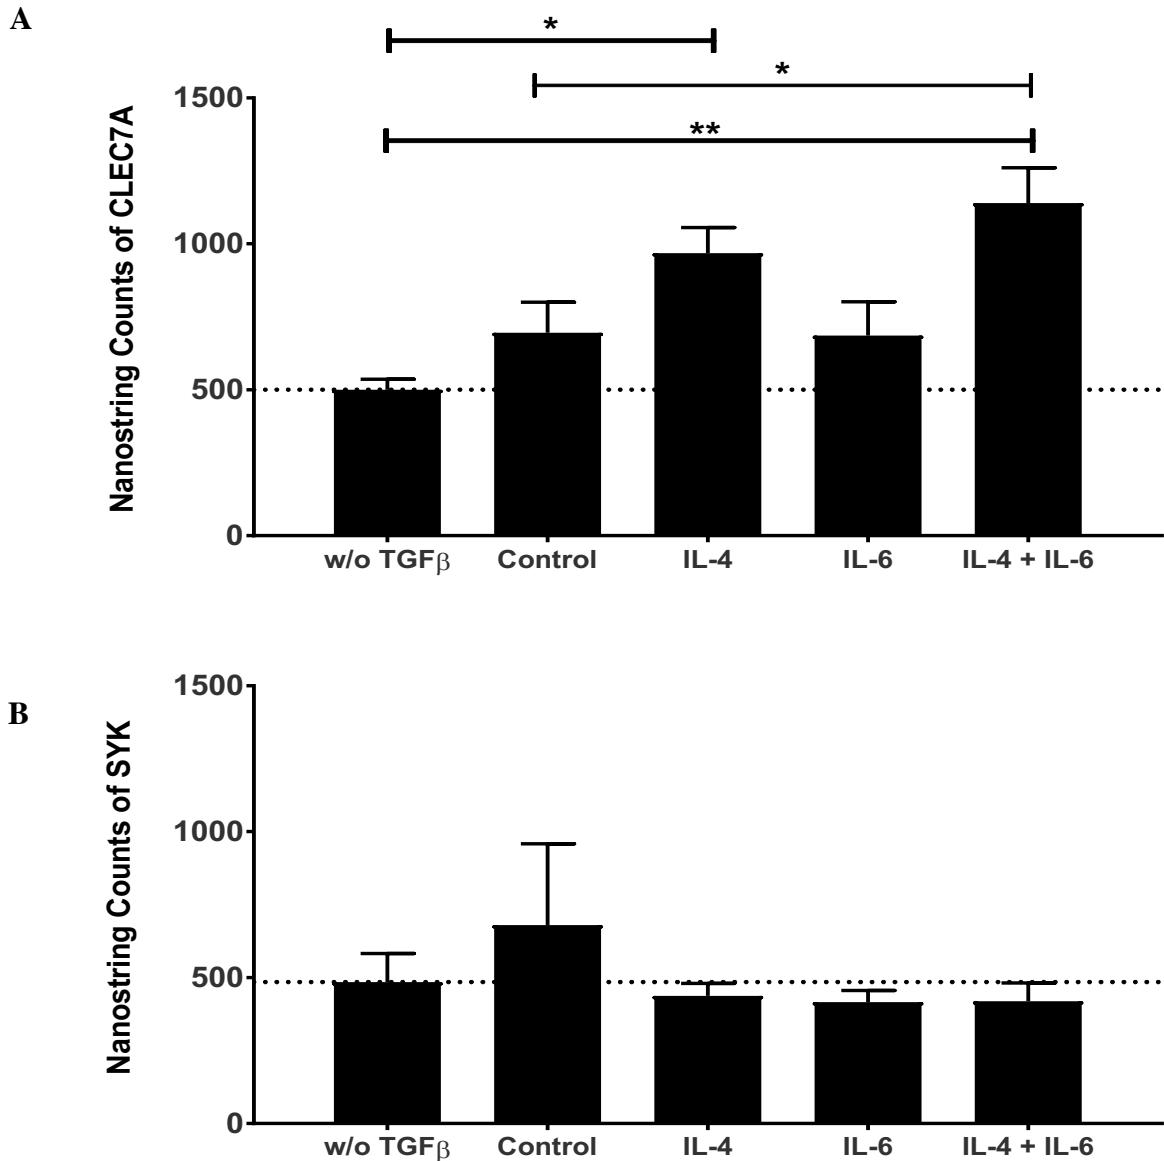 A
*
*
**
Nanostring Counts of CLEC7A
1500
1000
500
0
w/o TGFβ Control IL-4 IL-6 IL-4 + IL-6
B
Nanostring Counts of SYK
1500
1000
500
0
w/o TGFβ Control IL-4 IL-6 IL-4 + IL-6